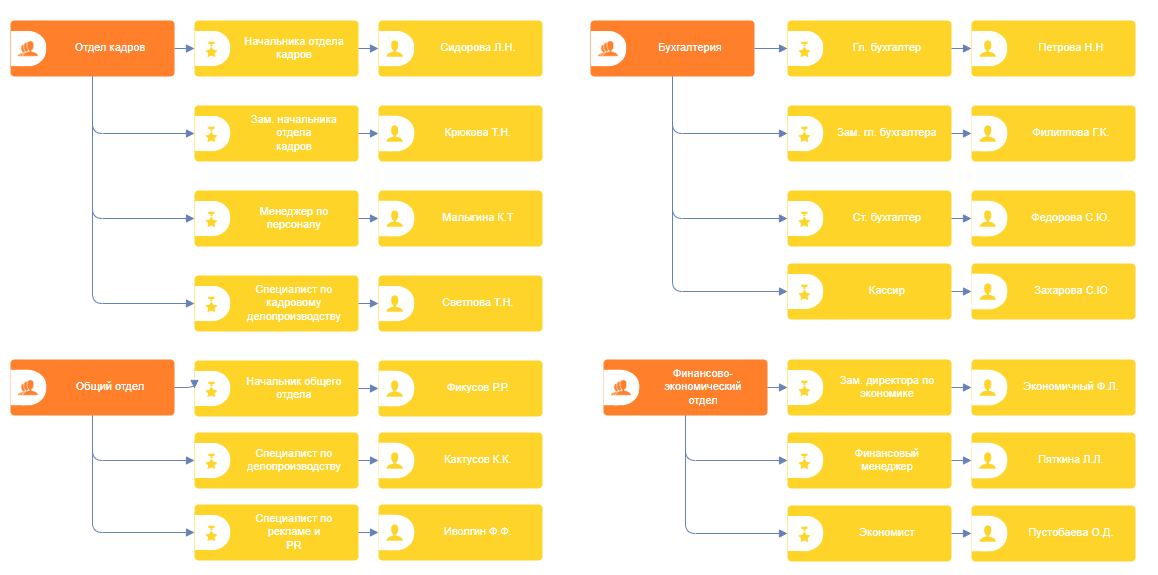 Отдел кадров
Начальника отдела
кадров
Сидорова Л.Н.
Зам. начальника
отдела
кадров
Крюкова Т.Н.
Менеджер по
персоналу
Малыгина К.Т
Специалист по
кадровому
делопроизводству
Светлова Т.Н.
Бухгалтерия
Гл. бухгалтер
Петрова Н.Н
Зам. гл. бухгалтера
Филиппова Г.К.
Ст. бухгалтер
Федорова С.Ю.
Кассир
Захарова С.Ю
Общий отдел
Начальник общего
отдела
Фикусов Р.Р.
Специалист по
делопроизводству
Кактусов К.К.
Специалист по
рекламе и
PR
Иволгин Ф.Ф.
Финансово-
экономический
отдел
Зам. директора по
экономике
Экономичный Ф.Л.
Финансовый
менеджер
Пяткина Л.Л.
Экономист
Пустобаева О.Д.